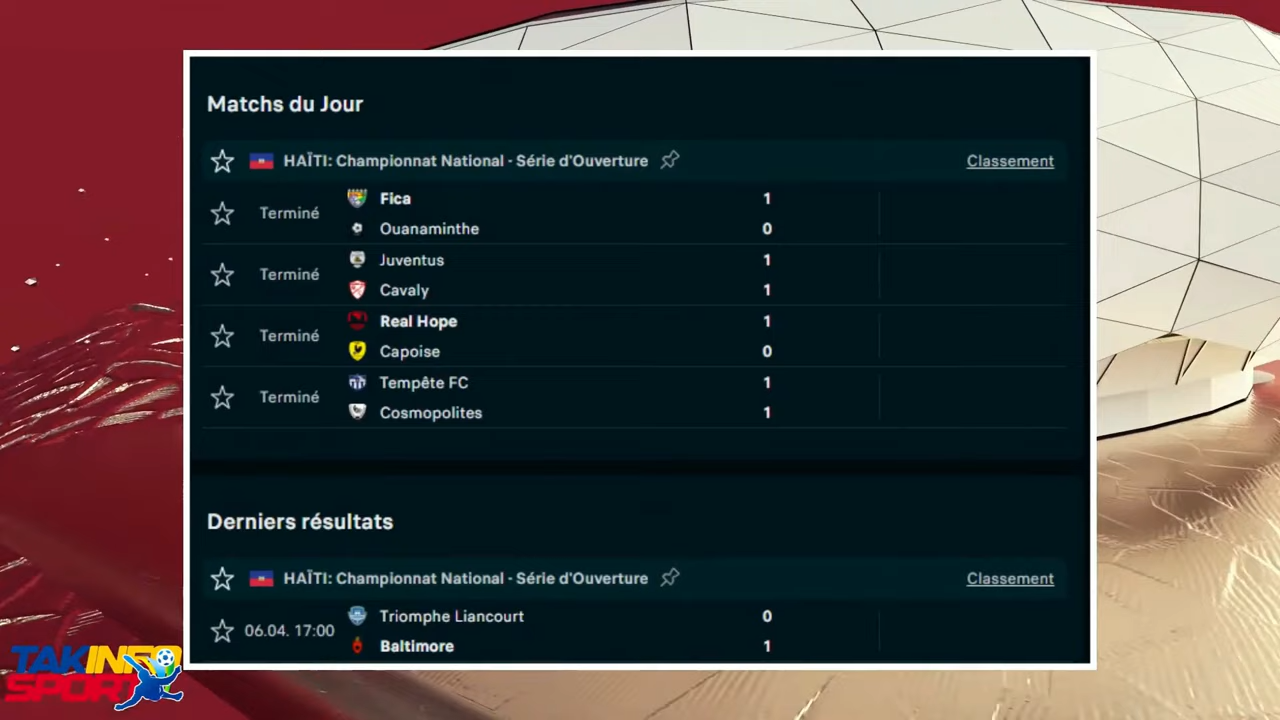 Matchs du Jour
HAÏTI: Championnat National - Série d'Ouverture Classement
Terminé Fica 1
Ouanaminthe 0
Terminé Juventus 1
Cavaly 1
Terminé Real Hope 1
Capoise 0
Terminé Tempête FC 1
Cosmopolites 1
Derniers résultats
HAÏTI: Championnat National - Série d'Ouverture Classement
06.04. 17:00 Triomphe Liancourt 0
Baltimore 1
TAKINFO
SPORT